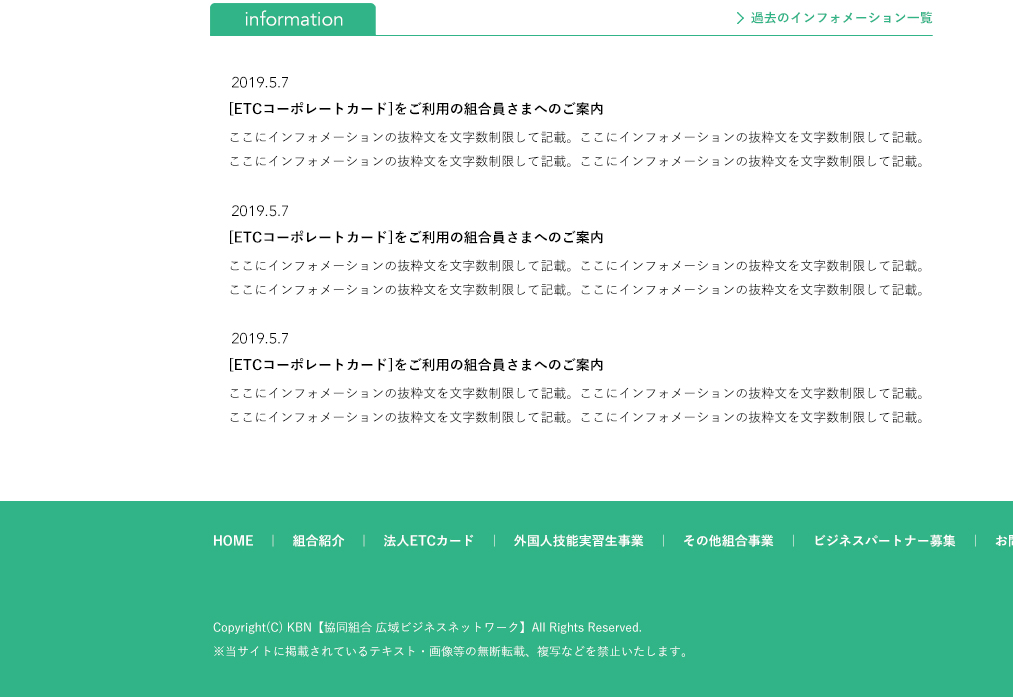 information
過去のインフォメーション一覧
2019.5.7
[ETCコーポレートカード]をご利用の組合員さまへのご案内
ここにインフォメーションの抜粋文を文字数制限して記載。ここにインフォメーションの抜粋文を文字数制限して記載。
ここにインフォメーションの抜粋文を文字数制限して記載。ここにインフォメーションの抜粋文を文字数制限して記載。
2019.5.7
[ETCコーポレートカード]をご利用の組合員さまへのご案内
ここにインフォメーションの抜粋文を文字数制限して記載。ここにインフォメーションの抜粋文を文字数制限して記載。
ここにインフォメーションの抜粋文を文字数制限して記載。ここにインフォメーションの抜粋文を文字数制限して記載。
2019.5.7
[ETCコーポレートカード]をご利用の組合員さまへのご案内
ここにインフォメーションの抜粋文を文字数制限して記載。ここにインフォメーションの抜粋文を文字数制限して記載。
ここにインフォメーションの抜粋文を文字数制限して記載。ここにインフォメーションの抜粋文を文字数制限して記載。
HOME | 組合紹介 | 法人ETCカード | 外国人技能実習生事業 | その他組合事業 | ビジネスパートナー募集 | お
Copyright(C) KBN【協同組合 広域ビジネスネットワーク】All Rights Reserved.
※当サイトに掲載されているテキスト・画像等の無断転載、複写などを禁止いたします。